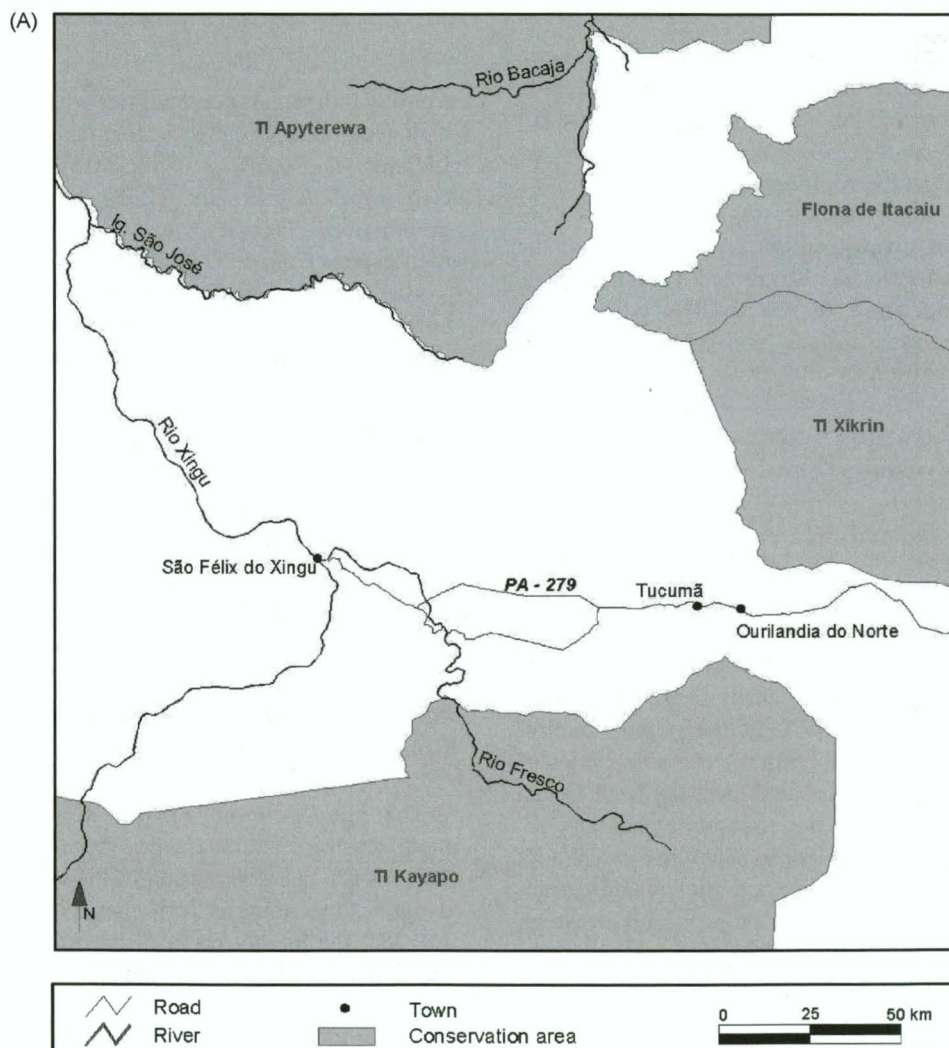 (A)
Rio Bacaja
TI Apyterewa
Flona de Itacaiu
Ig. São José
TI Xikrin
Rio Xingu
São Félix do Xingu
PA - 279
Tucumã
Ourilandia do Norte
Rio Fresco
TI Kayapo
N
Road
Town
0 25 50 km
River
Conservation area